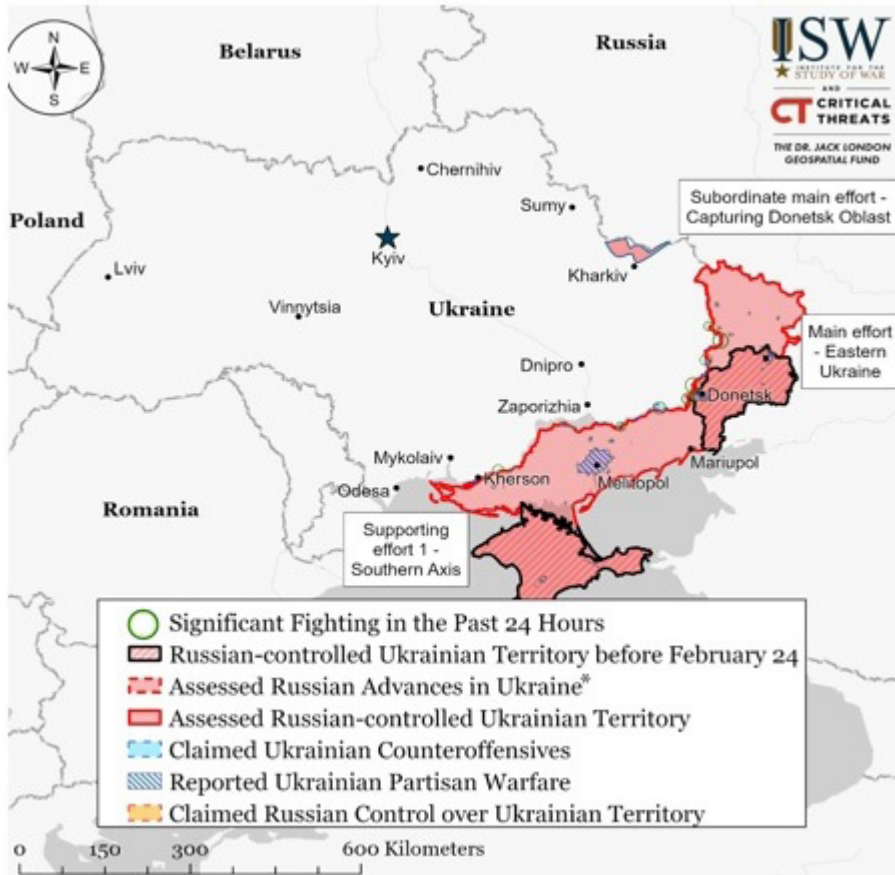 N
W
E
S
Belarus
Russia
ISW
INSTITUTE FOR THE
STUDY OF WAR
AND
CT CRITICAL
THREATS
THE DR. JACK LONDON
GEOSPATIAL FUND
Chernihiv
Subordinate main effort -
Capturing Donetsk Oblast
Sumy
Poland
Kyiv
Kharkiv
Lviv
Vinnytsia
Ukraine
Main effort
- Eastern
Ukraine
Dnipro
Donetsk
Zaporizhia
Mykolaiv
Mariupol
Kherson
Melitopol
Odesa
Romania
Supporting
effort 1 -
Southern Axis
Significant Fighting in the Past 24 Hours
Russian-controlled Ukrainian Territory before February 24
Assessed Russian Advances in Ukraine*
Assessed Russian-controlled Ukrainian Territory
Claimed Ukrainian Counteroffensives
Reported Ukrainian Partisan Warfare
Claimed Russian Control over Ukrainian Territory
0 150 300 600 Kilometers